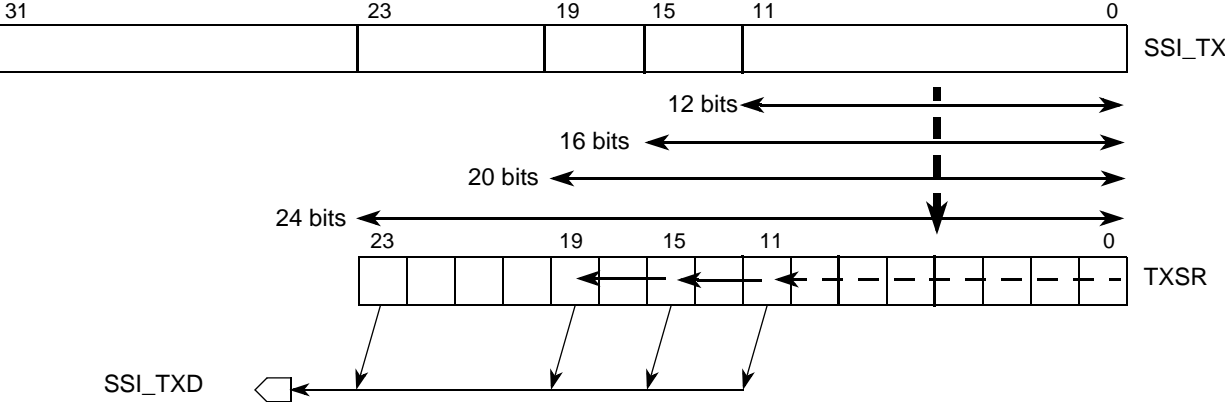 31 23 19 15 11 0
SSI_TX
12 bits
16 bits
20 bits
24 bits
23 19 15 11 0
TXSR
SSI_TXD